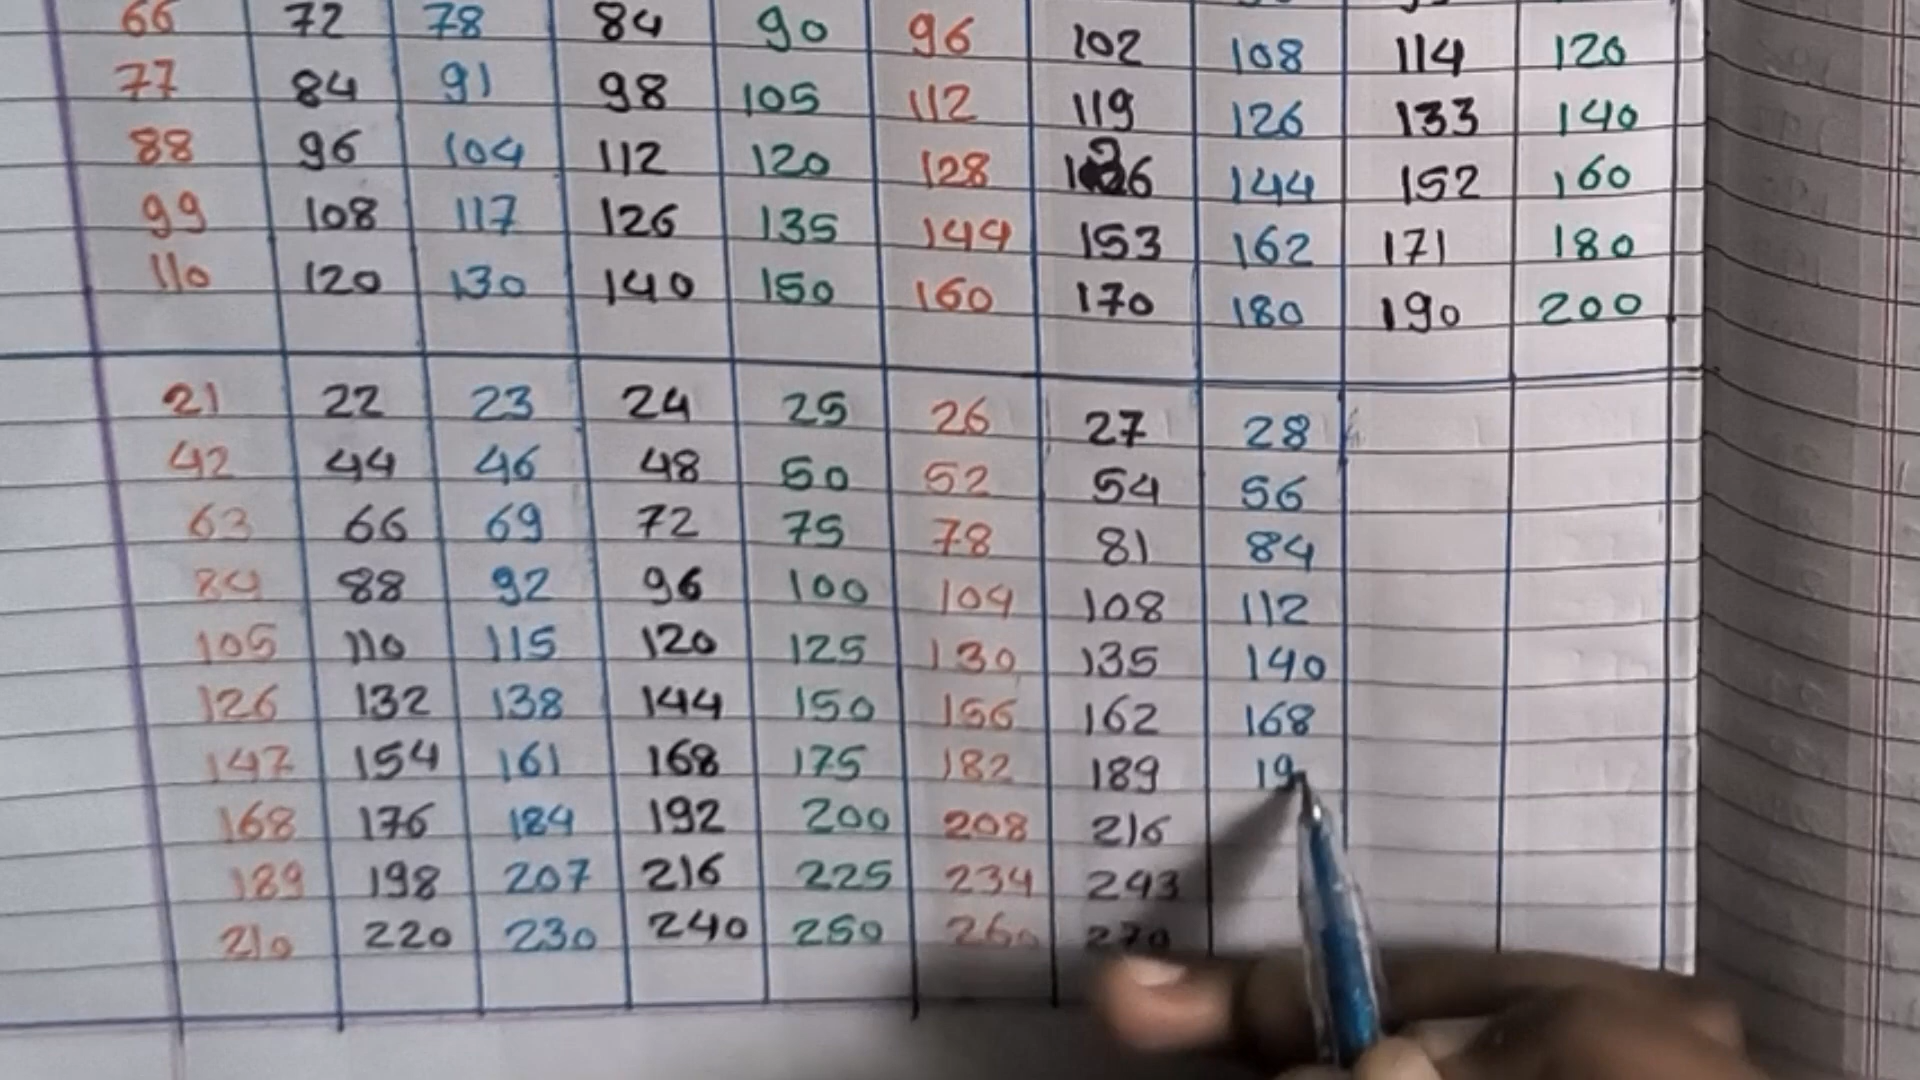 66 72 78 84 90 96 102 108 114 120
77 84 91 98 105 112 119 126 133 140
88 96 104 112 120 128 136 144 152 160
99 108 117 126 135 144 153 162 171 180
110 120 130 140 150 160 170 180 190 200
21 22 23 24 25 26 27 28
42 44 46 48 50 52 54 56
63 66 69 72 75 78 81 84
84 88 92 96 100 104 108 112
105 110 115 120 125 130 135 140
126 132 138 144 150 156 162 168
147 154 161 168 175 182 189 19
168 176 184 192 200 208 216
189 198 207 216 225 234 243
210 220 230 240 250 260 270